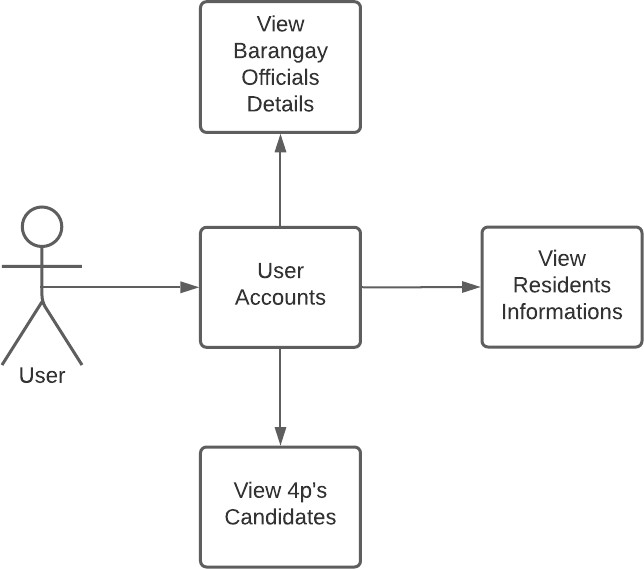 View
Barangay
Officials
Details
User
Accounts
View
Residents
Informations
User
View 4p's
Candidates